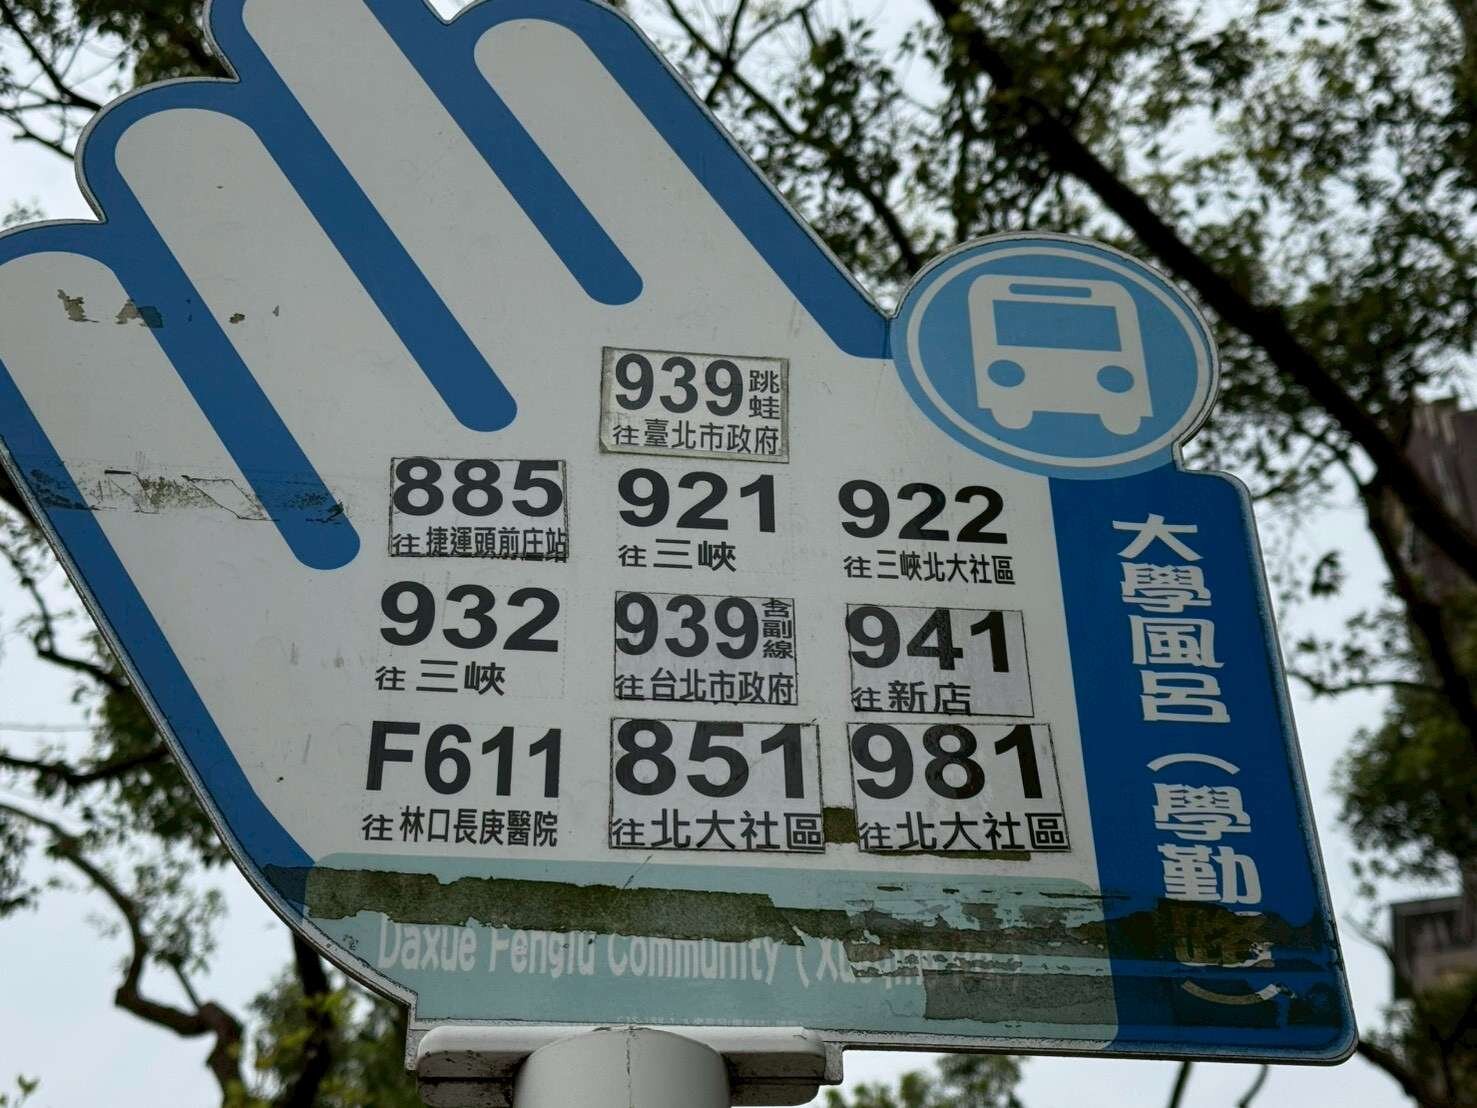 939 跳蛙
往臺北市政府
885
往捷運頭前庄站
921
往三峽
922
往三峽北大社區
932
往三峽
939 含副線
往台北市政府
941
往新店
F611
往林口長庚醫院
851
往北大社區
981
往北大社區
大學風呂(學勤路)
Daxue Fenglu Community (